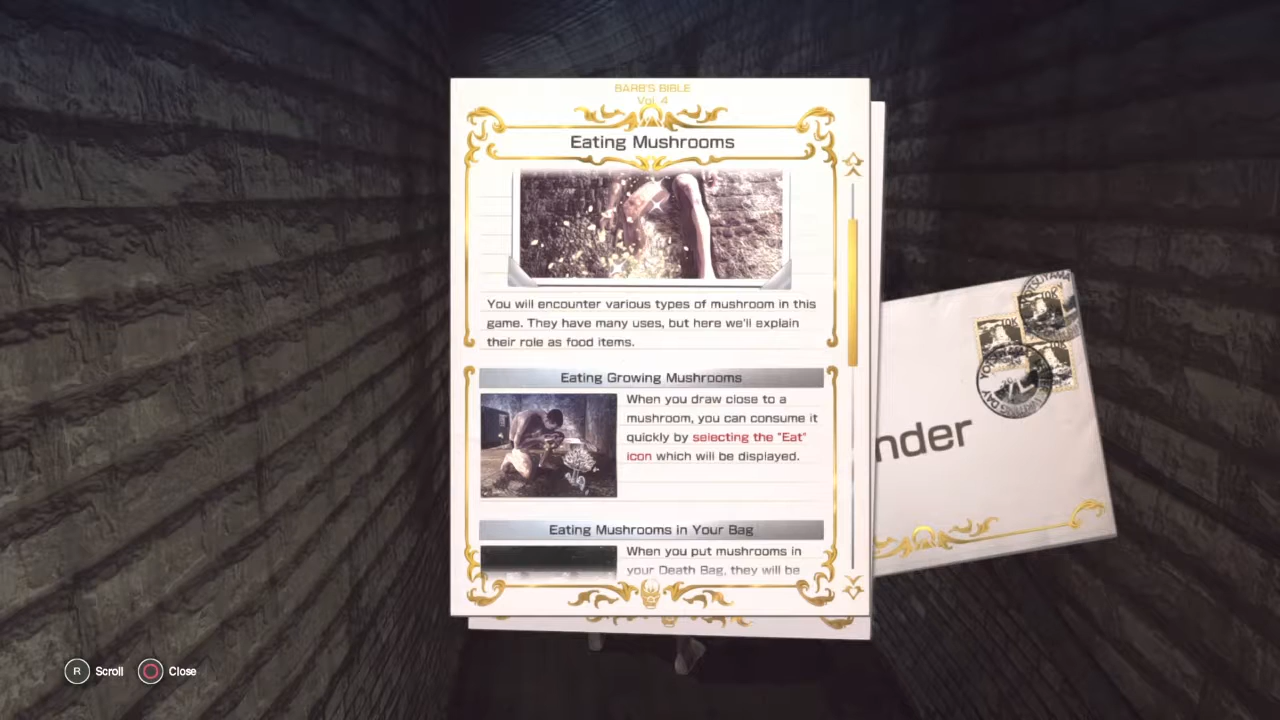 BARB'S BIBLE
Vol. 4
Eating Mushrooms
You will encounter various types of mushroom in this
game. They have many uses, but here we'll explain
their role as food items.
Eating Growing Mushrooms
When you draw close to a
mushroom, you can consume it
quickly by selecting the "Eat"
icon which will be displayed.
Eating Mushrooms in Your Bag
When you put mushrooms in
your Death Bag, they will be
nder
R Scroll
Close